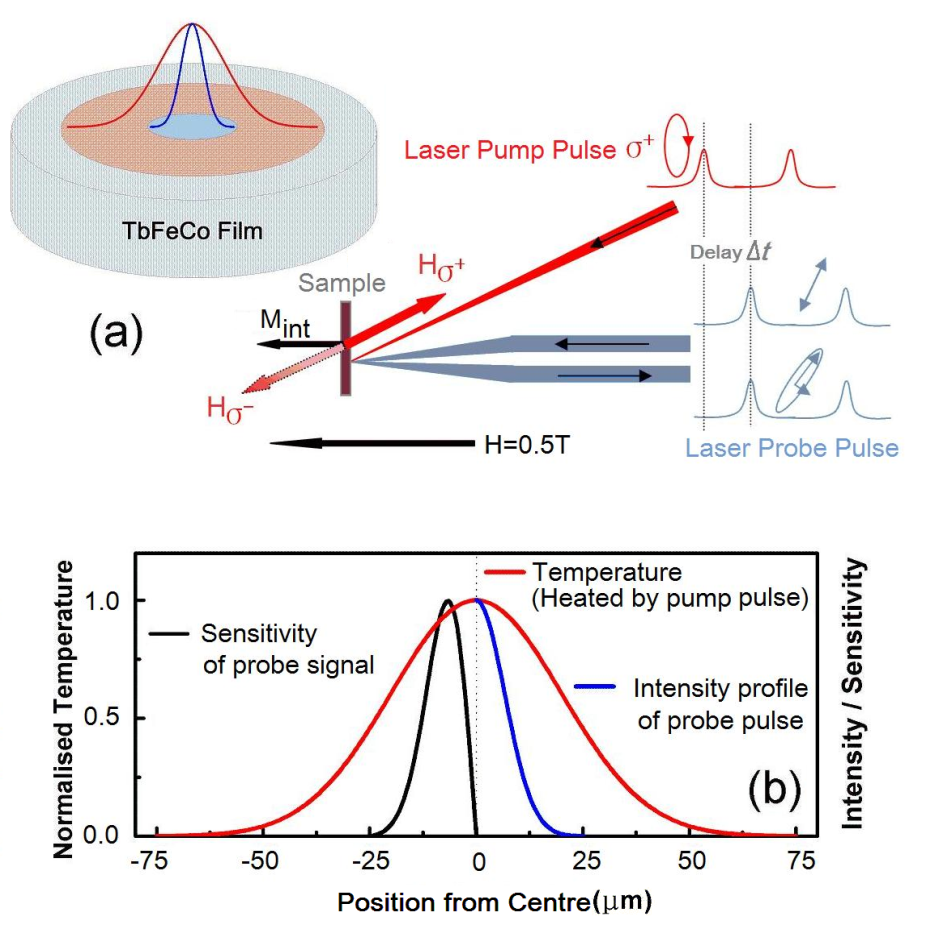 Laser Pump Pulse σ⁺
TbFeCo Film
Delay Δt
Sample
Hσ⁺
(a)
Mint
Hσ⁻
H=0.5T
Laser Probe Pulse
Temperature
(Heated by pump pulse)
Sensitivity
of probe signal
Intensity profile
of probe pulse
(b)
Normalised Temperature
1.0
0.5
0.0
Intensity / Sensitivity
-75 -50 -25 0 25 50 75
Position from Centre(μm)